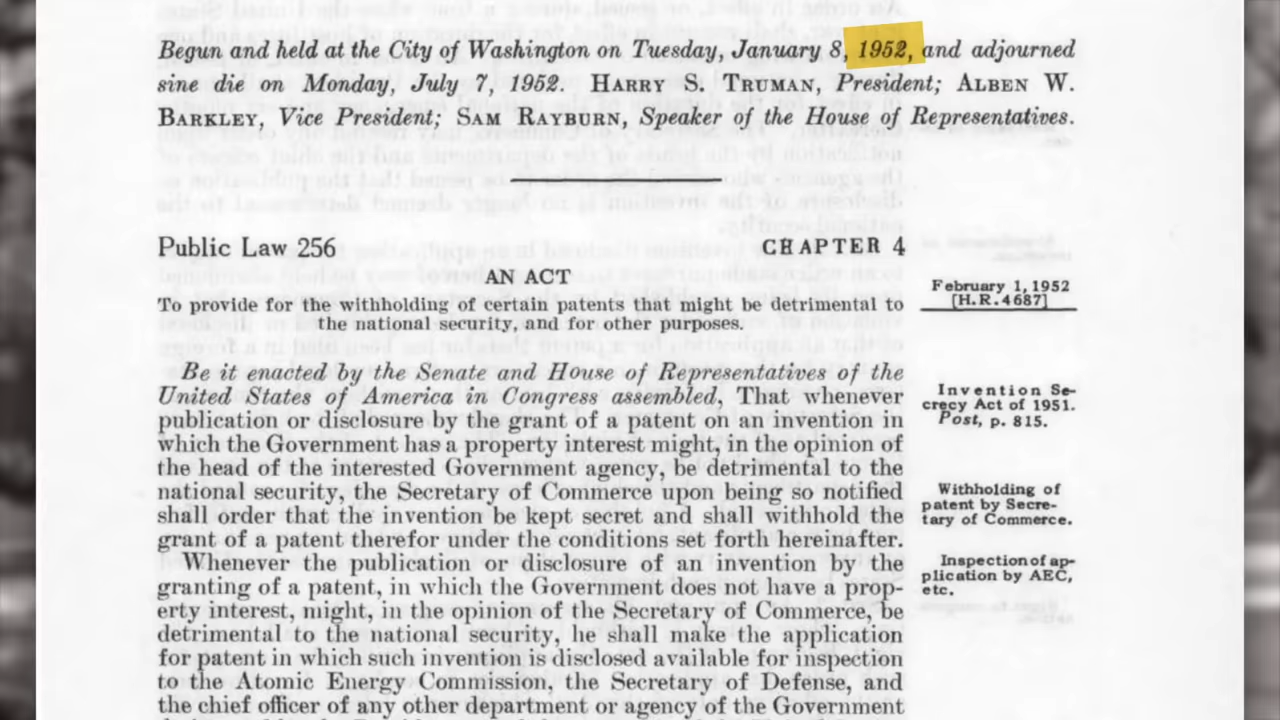 Begun and held at the City of Washington on Tuesday, January 8, 1952, and adjourned
sine die on Monday, July 7, 1952. HARRY S. TRUMAN, President; ALBEN W.
BARKLEY, Vice President; SAM RAYBURN, Speaker of the House of Representatives.
Public Law 256
CHAPTER 4
AN ACT
To provide for the withholding of certain patents that might be detrimental to
the national security, and for other purposes.
February 1, 1952
[H.R. 4687]
Be it enacted by the Senate and House of Representatives of the
United States of America in Congress assembled, That whenever
publication or disclosure by the grant of a patent on an invention in
which the Government has a property interest might, in the opinion of
the head of the interested Government agency, be detrimental to the
national security, the Secretary of Commerce upon being so notified
shall order that the invention be kept secret and shall withhold the
grant of a patent therefor under the conditions set forth hereinafter.
Whenever the publication or disclosure of an invention by the
granting of a patent, in which the Government does not have a prop-
erty interest, might, in the opinion of the Secretary of Commerce, be
detrimental to the national security, he shall make the application
for patent in which such invention is disclosed available for inspection
to the Atomic Energy Commission, the Secretary of Defense, and
the chief officer of any other department or agency of the Government
Invention Se-
crecy Act of 1951.
Post, p. 815.
Withholding of
patent by Secre-
tary of Commerce.
Inspection of ap-
plication by AEC,
etc.